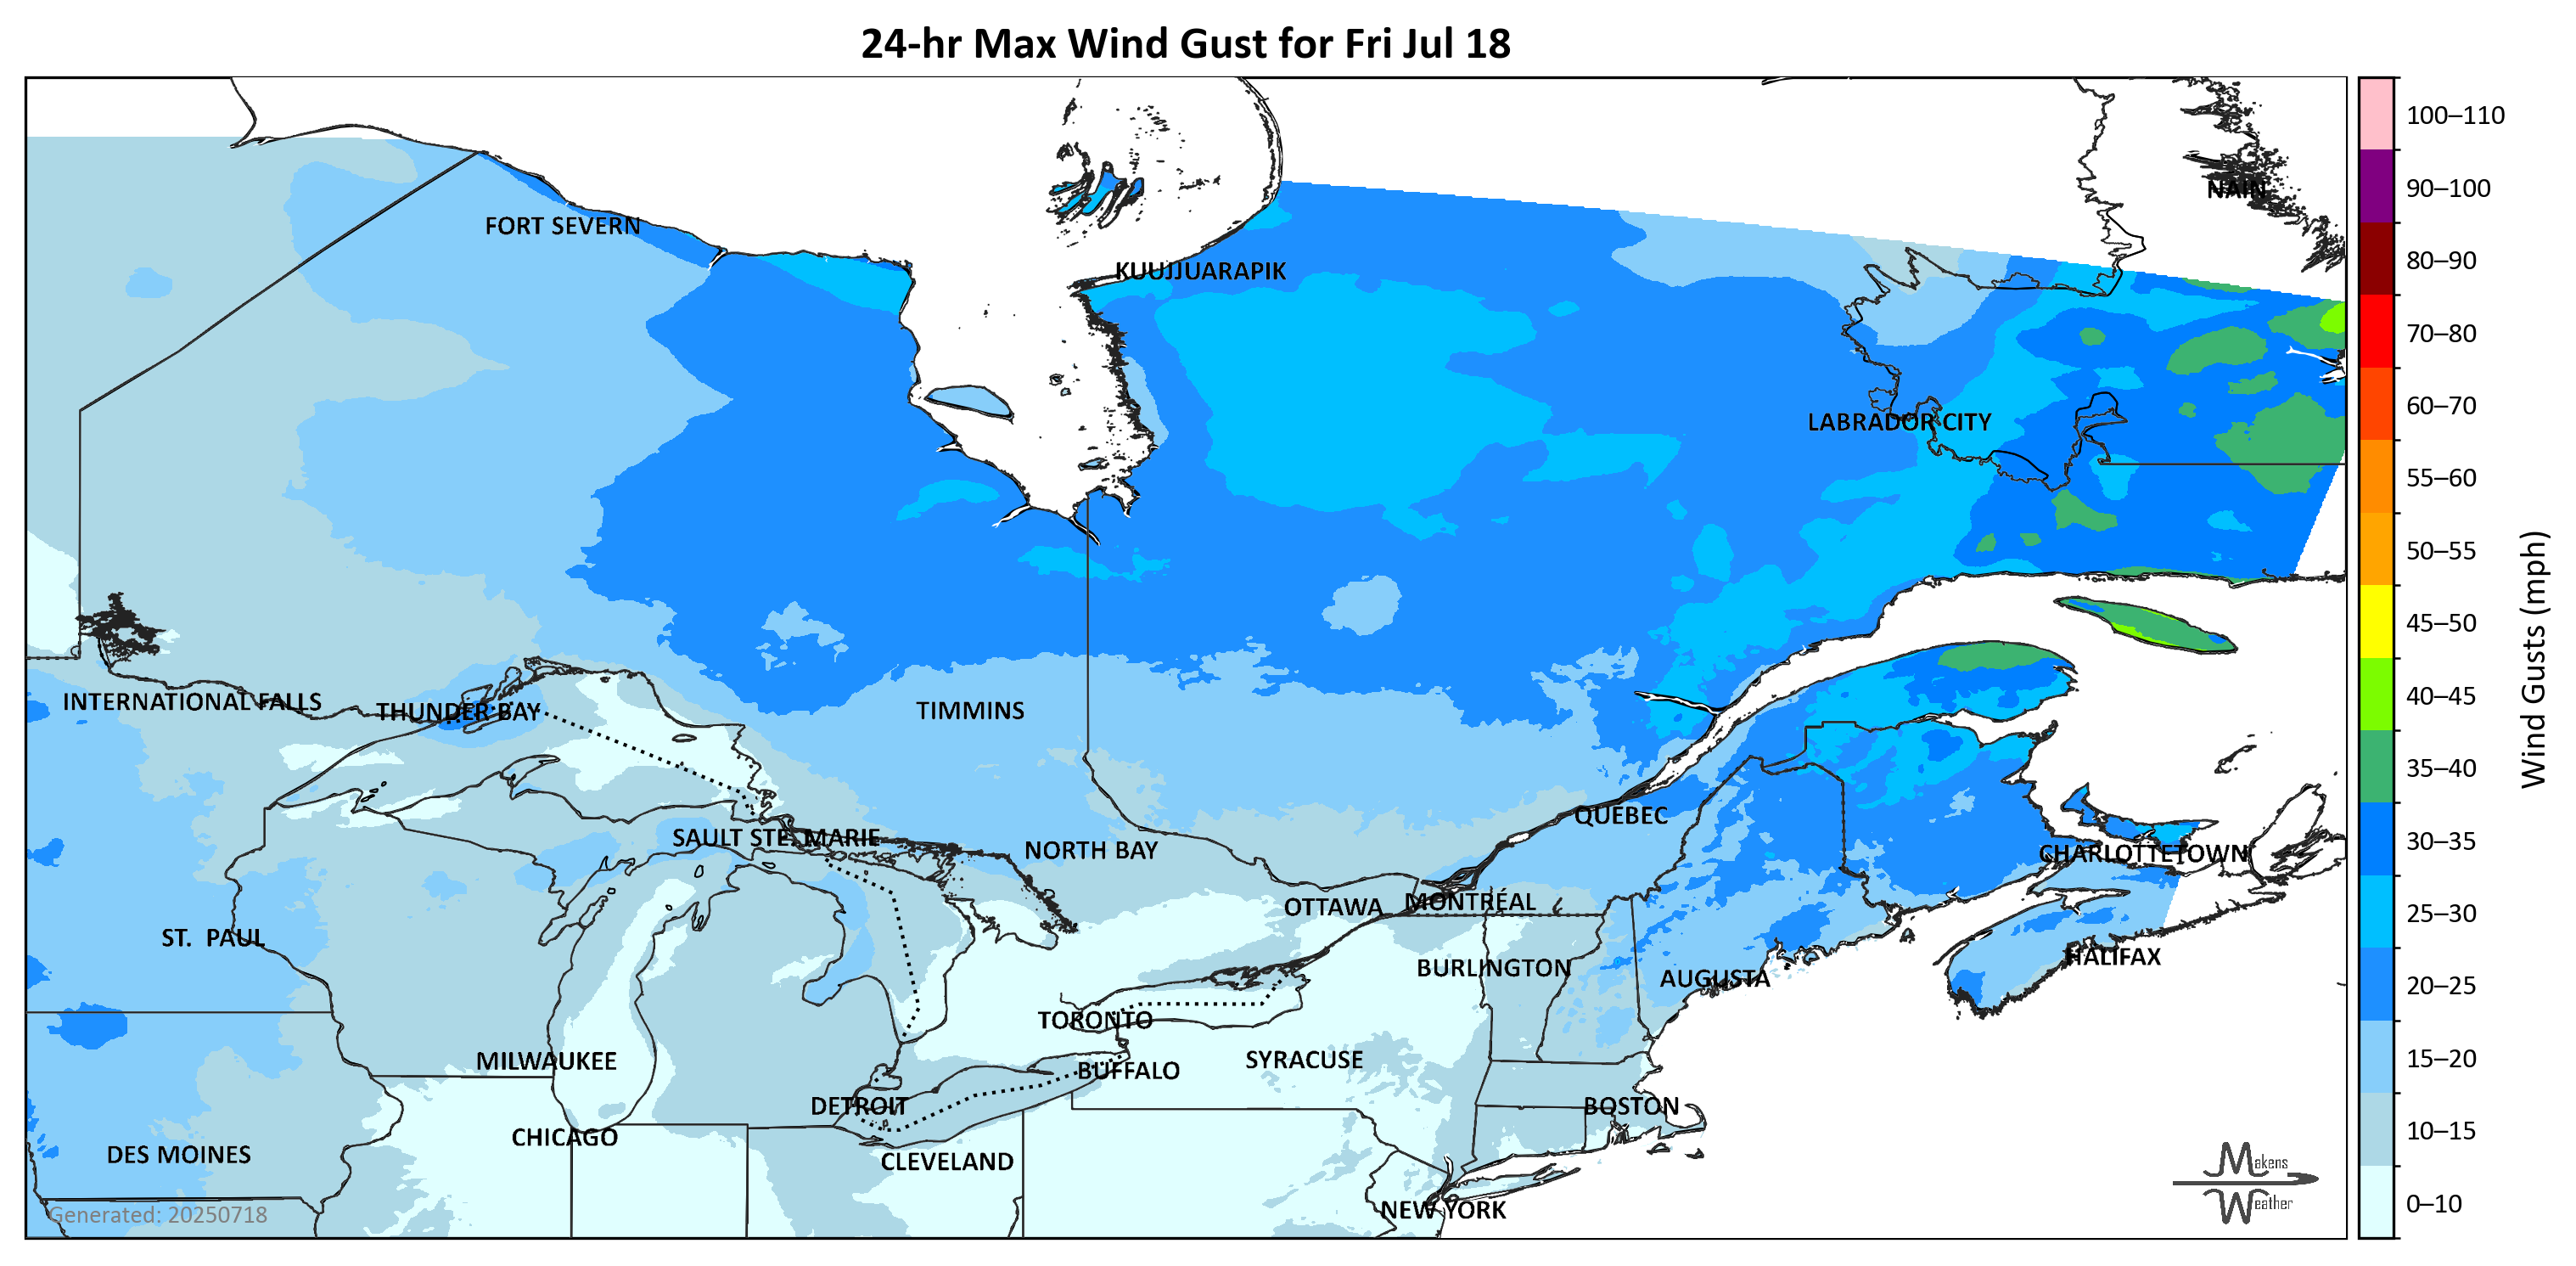 24-hr Max Wind Gust for Fri Jul 18
100–110
NAIN
90–100
FORT SEVERN
80–90
KUUJJUARAPIK
70–80
60–70
LABRADOR CITY
55–60
50–55
45–50
Wind Gusts (mph)
INTERNATIONAL FALLS
THUNDER BAY
TIMMINS
40–45
35–40
QUÉBEC
SAULT STE. MARIE
NORTH BAY
CHARLOTTETOWN
30–35
OTTAWA
MONTRÉAL
25–30
ST. PAUL
BURLINGTON
AUGUSTA
HALIFAX
20–25
TORONTO
MILWAUKEE
BUFFALO
SYRACUSE
15–20
DETROIT
BOSTON
10–15
CHICAGO
DES MOINES
CLEVELAND
Makens
Weather
NEW YORK
0–10
Generated: 20250718